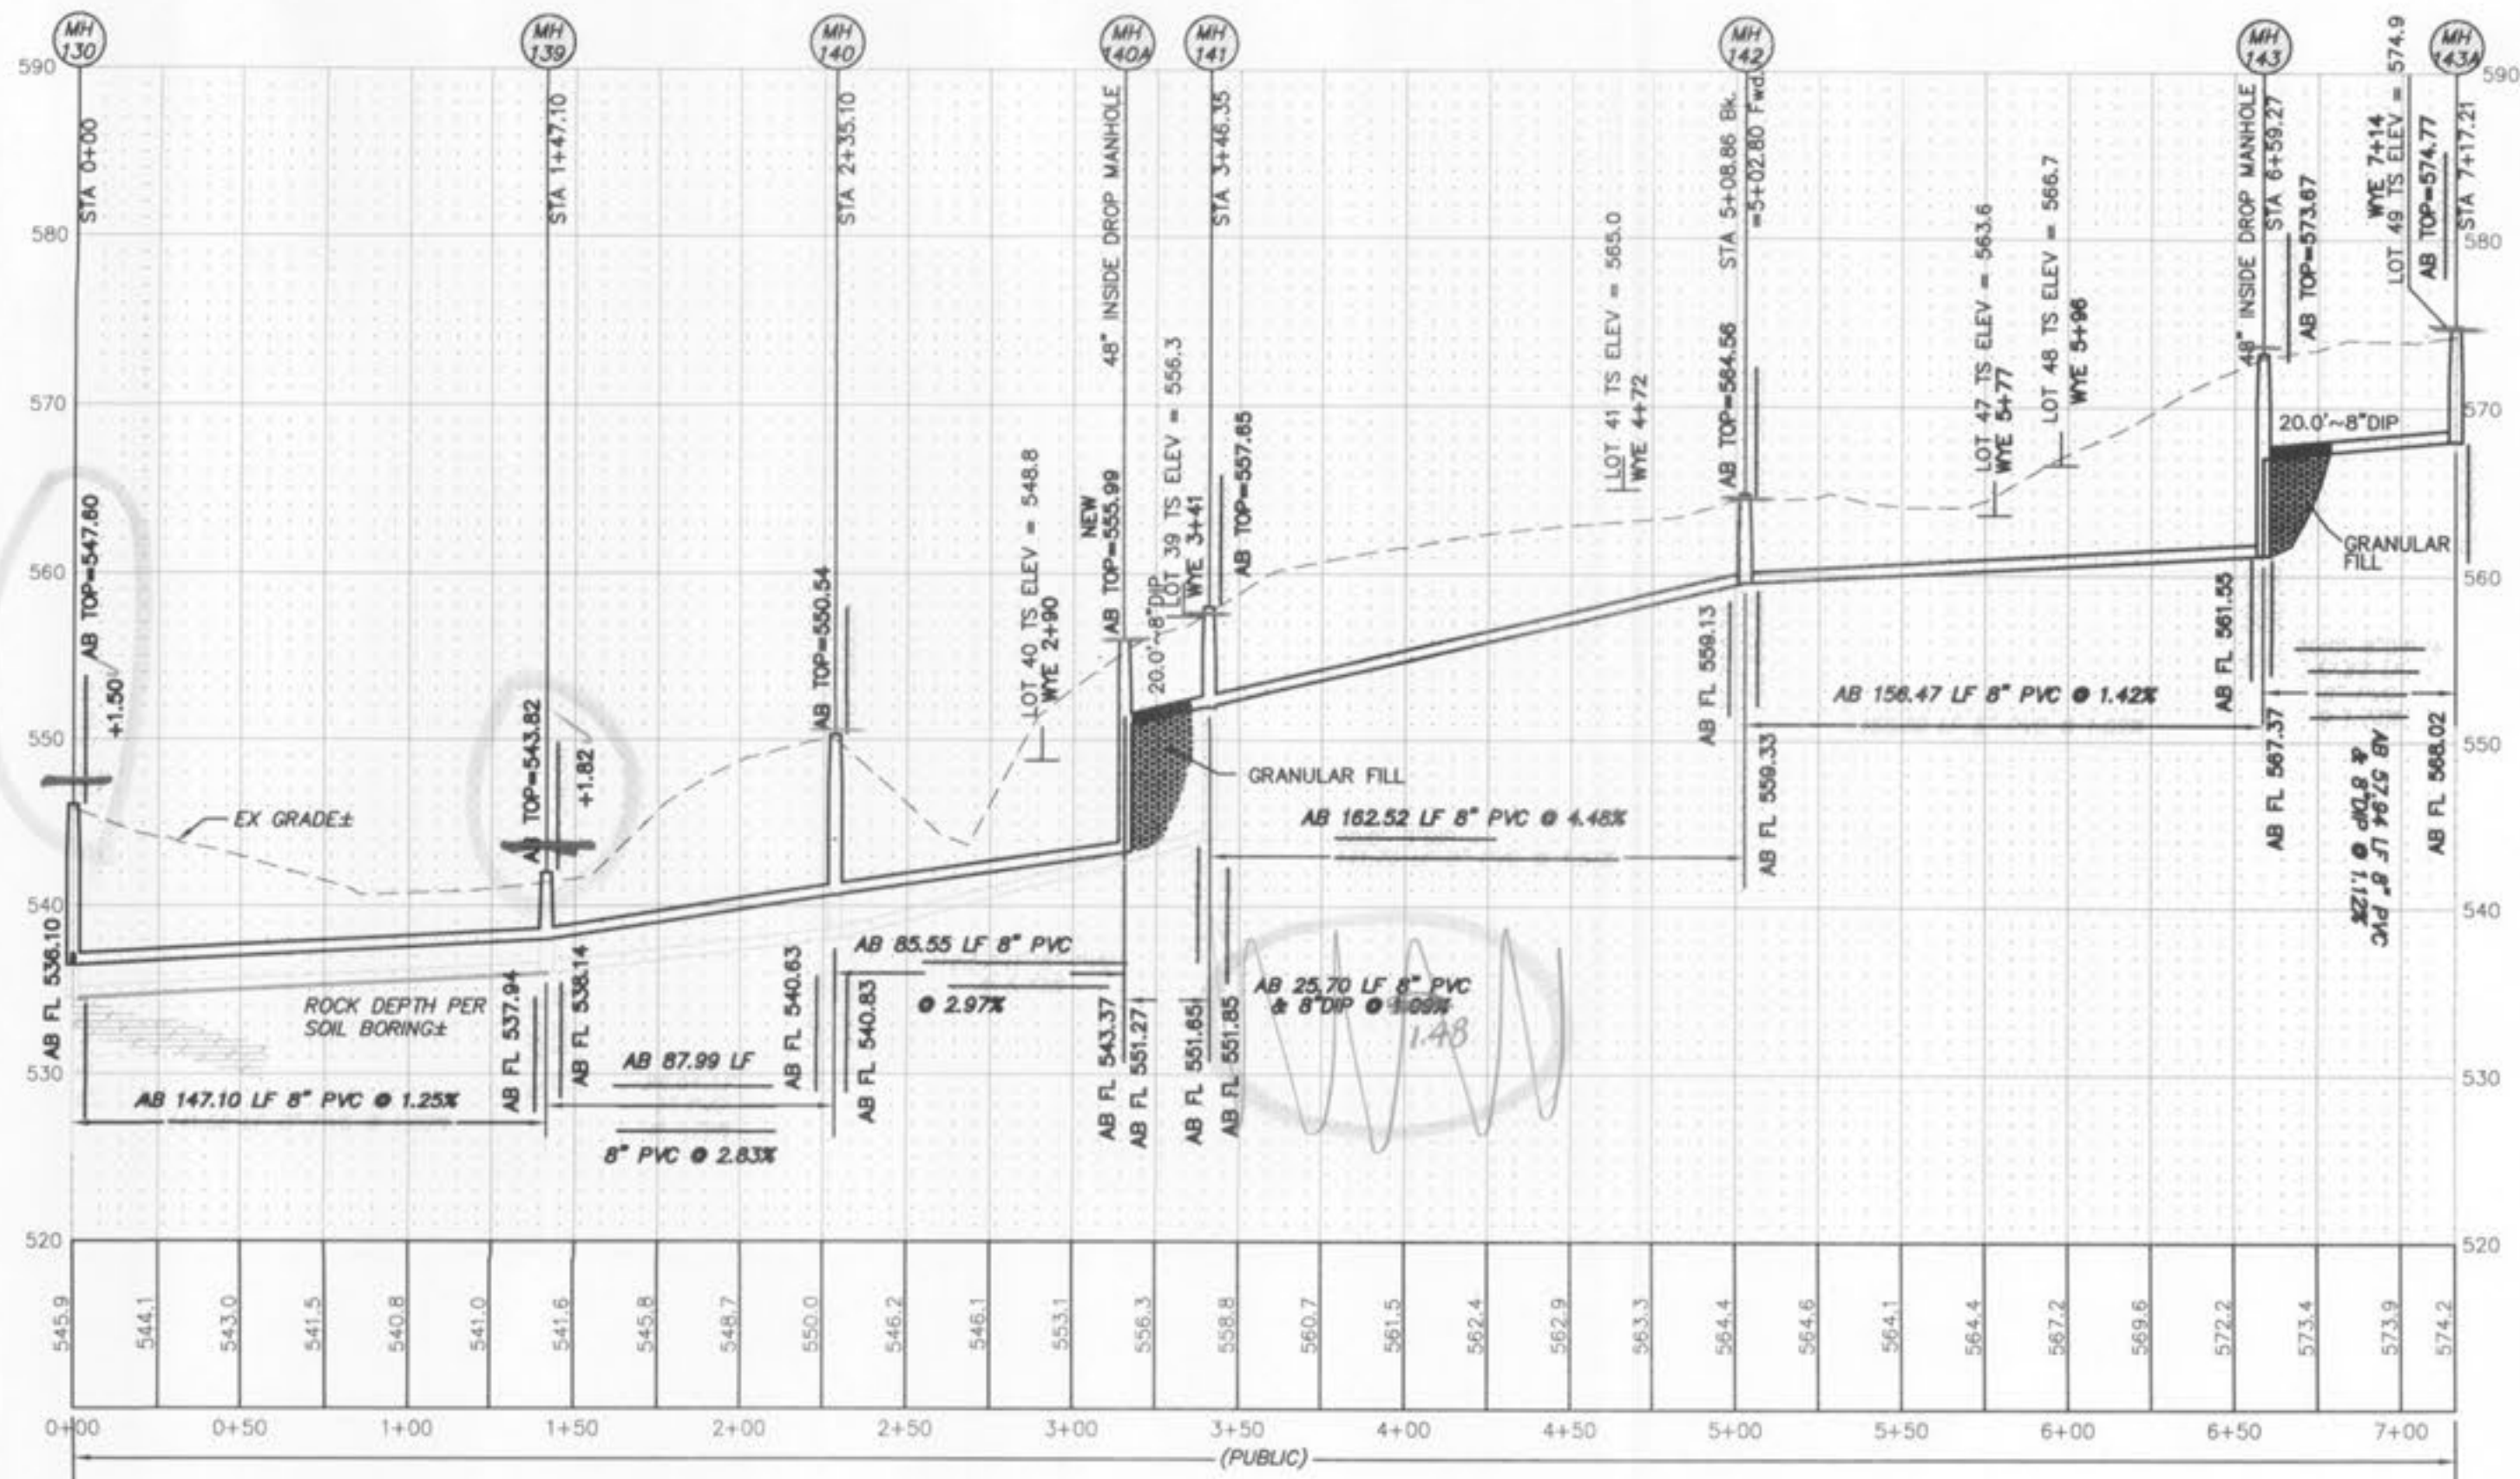 MH
130
MH
139
MH
140
MH
140A
MH
141
MH
142
MH
143
MH
143A
590
580
570
560
550
540
530
520
590
580
570
560
550
540
530
520
STA 0+00
AB TOP=547.60
+1.50
STA 1+47.10
AB TOP=543.82
+1.82
STA 2+35.10
AB TOP=550.54
LOT 40 TS ELEV = 548.8
WYE 2+90
48" INSIDE DROP MANHOLE
NEW
AB TOP=555.99
20.0'~8"DIP
LOT 39 TS ELEV = 556.3
WYE 3+41
STA 3+46.35
AB TOP=557.65
LOT 41 TS ELEV = 565.0
WYE 4+72
STA 5+08.86 Bk.
=5+02.80 Fwd.
AB TOP=564.56
LOT 47 TS ELEV = 563.6
WYE 5+77
LOT 48 TS ELEV = 566.7
WYE 5+96
48" INSIDE DROP MANHOLE
STA 6+59.27
AB TOP=573.67
WYE 7+14
LOT 49 TS ELEV = 574.9
AB TOP=574.77
STA 7+17.21
20.0'~8"DIP
GRANULAR
FILL
EX GRADE±
GRANULAR FILL
ROCK DEPTH PER
SOIL BORING±
AB FL 536.10
AB 147.10 LF 8" PVC @ 1.25%
AB FL 537.94
AB FL 538.14
AB 87.99 LF
8" PVC @ 2.83%
AB FL 540.63
AB FL 540.83
AB 85.55 LF 8" PVC
@ 2.97%
AB FL 543.37
AB FL 551.27
AB FL 551.65
AB FL 551.85
AB 25.70 LF 8" PVC
& 8"DIP @ 1.09%
1.48
AB 162.52 LF 8" PVC @ 4.48%
AB FL 559.13
AB FL 559.33
AB 156.47 LF 8" PVC @ 1.42%
AB FL 561.55
AB FL 567.37
AB 57.94 LF 8" PVC
& 8"DIP @ 1.12%
AB FL 568.02
545.9
544.1
543.0
541.5
540.8
541.0
541.6
545.8
548.7
550.0
546.2
546.1
553.1
556.3
558.8
560.7
561.5
562.4
562.9
563.3
564.4
564.6
564.1
564.4
567.2
569.6
572.2
573.4
573.9
574.2
0+00
0+50
1+00
1+50
2+00
2+50
3+00
3+50
4+00
4+50
5+00
5+50
6+00
6+50
7+00
(PUBLIC)